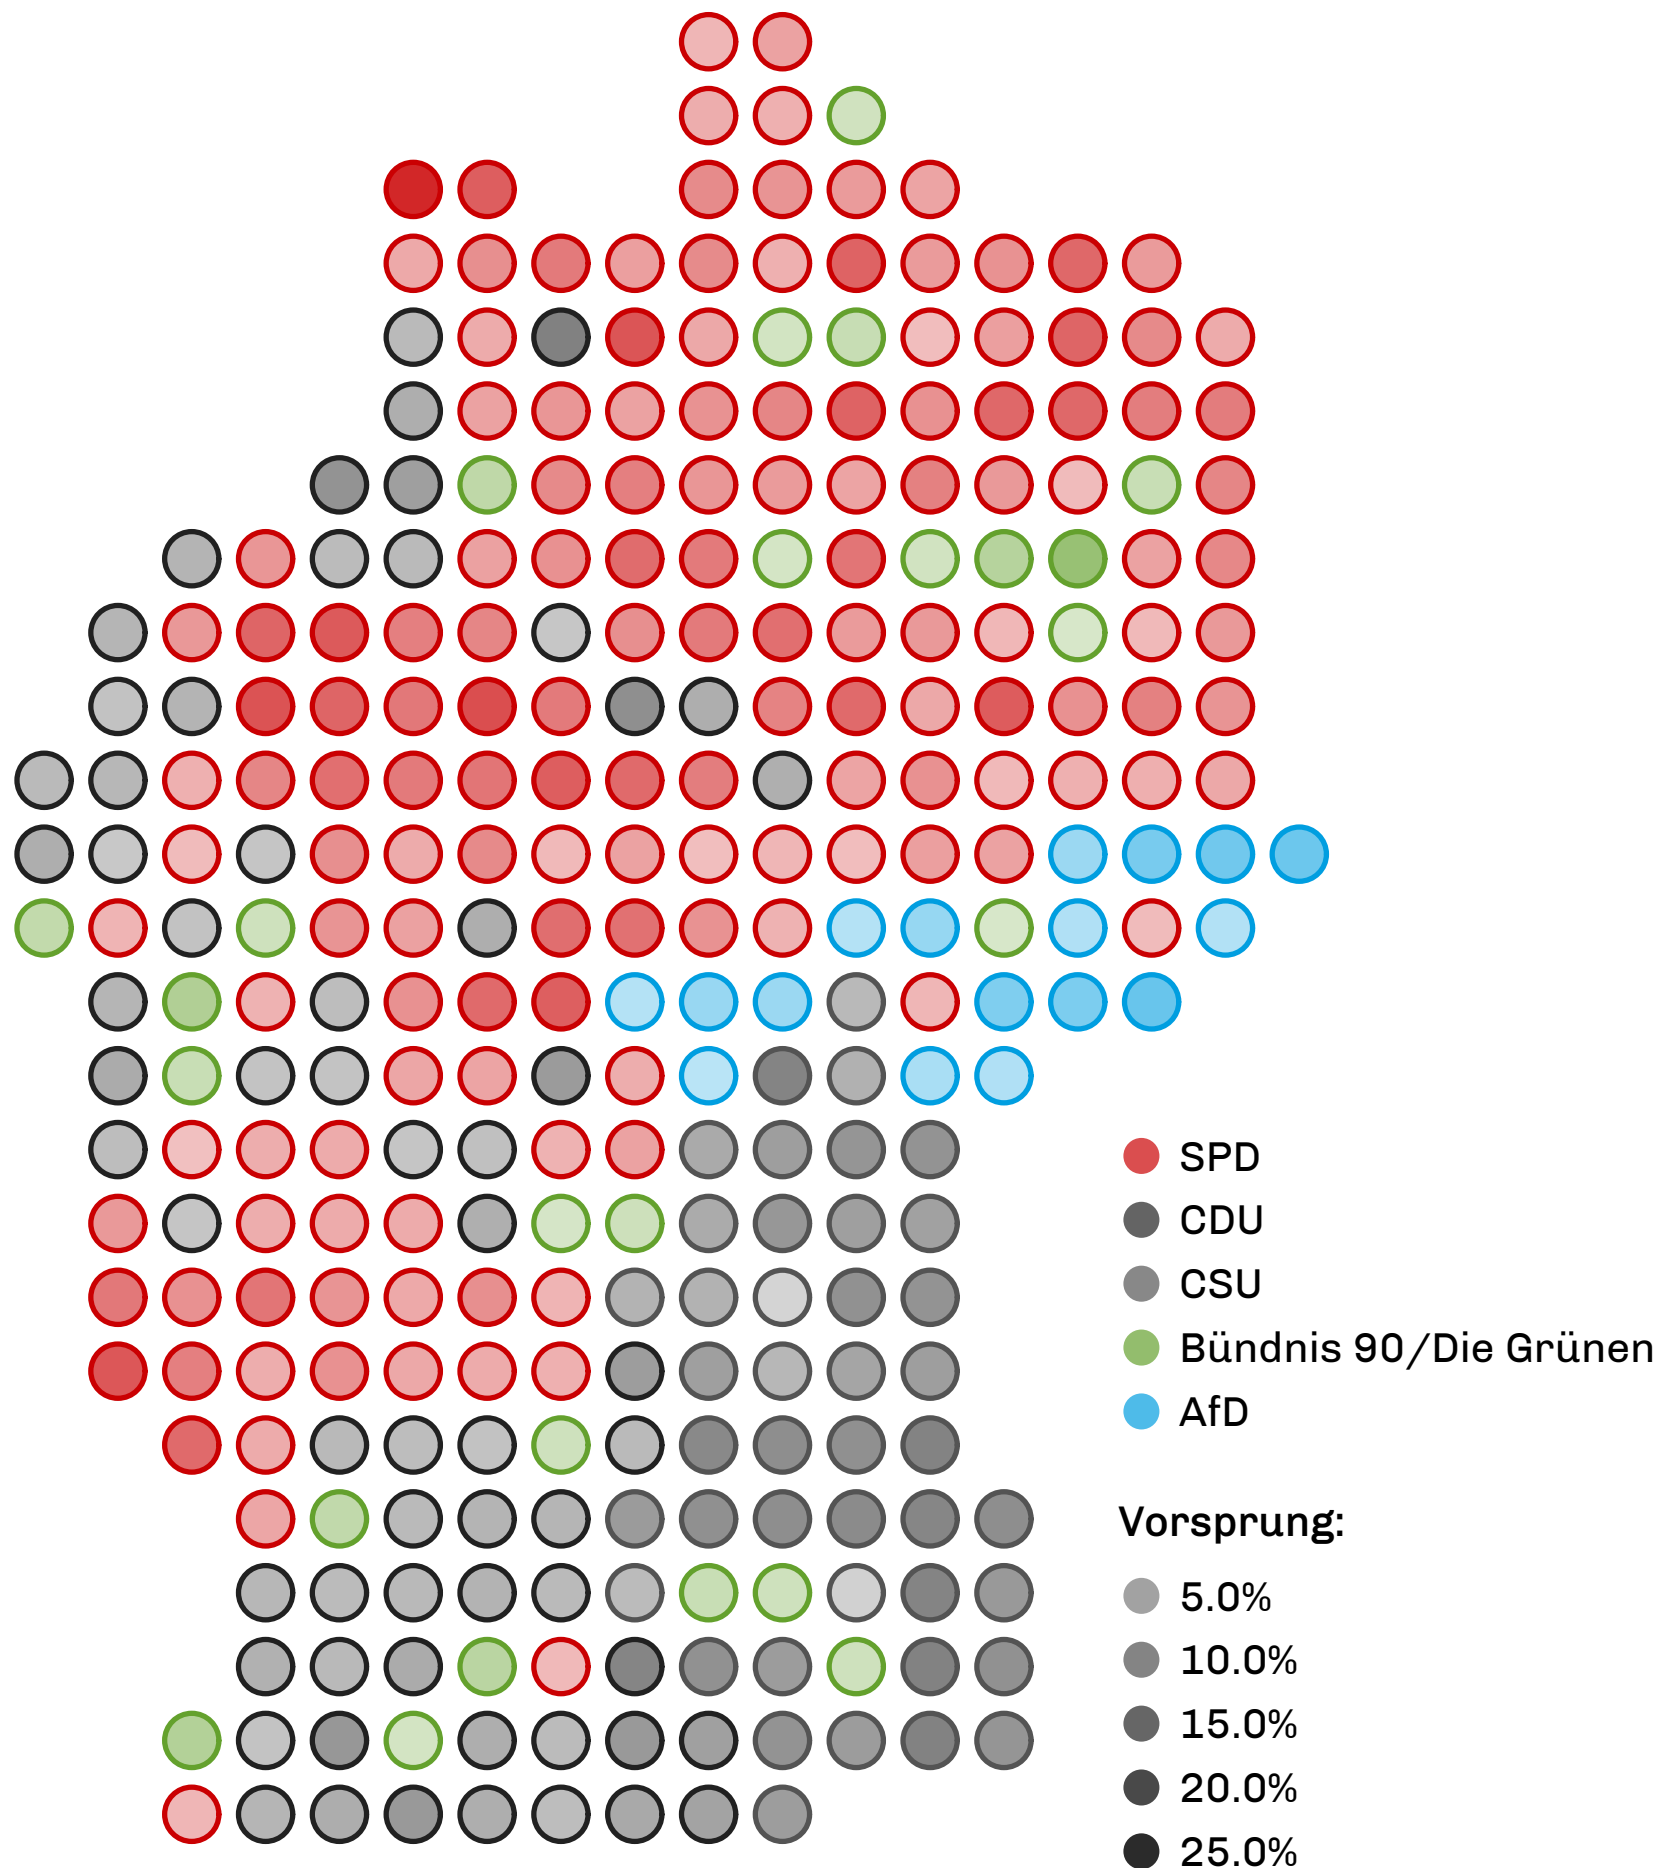 SPD
CDU
CSU
Bündnis 90/Die Grünen
AfD
Vorsprung:
5.0%
10.0%
15.0%
20.0%
25.0%